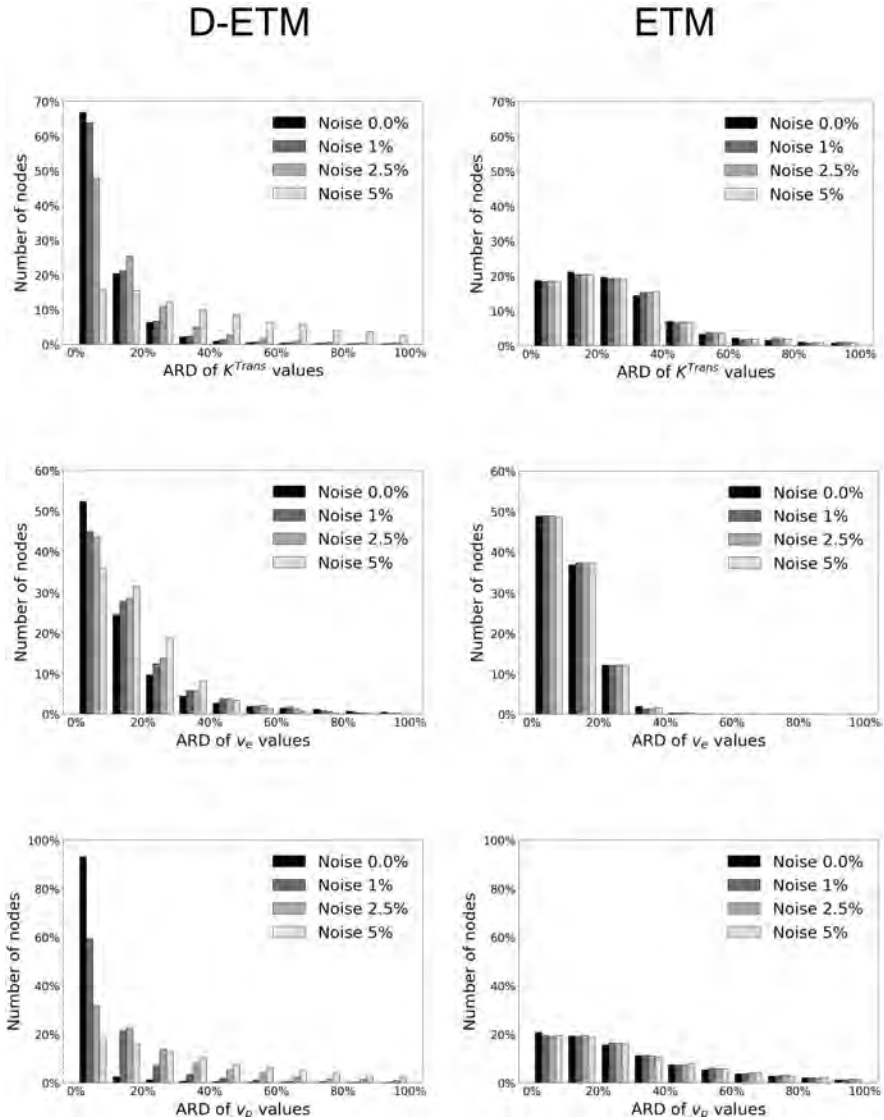 D-ETM
ETM
70%
60%
50%
40%
30%
20%
10%
0%
Number of nodes
Noise 0.0%
Noise 1%
Noise 2.5%
Noise 5%
0% 20% 40% 60% 80% 100%
ARD of K^Trans values
70%
60%
50%
40%
30%
20%
10%
0%
Number of nodes
Noise 0.0%
Noise 1%
Noise 2.5%
Noise 5%
0% 20% 40% 60% 80% 100%
ARD of K^Trans values
60%
50%
40%
30%
20%
10%
0%
Number of nodes
Noise 0.0%
Noise 1%
Noise 2.5%
Noise 5%
0% 20% 40% 60% 80% 100%
ARD of v_e values
60%
50%
40%
30%
20%
10%
0%
Number of nodes
Noise 0.0%
Noise 1%
Noise 2.5%
Noise 5%
0% 20% 40% 60% 80% 100%
ARD of v_e values
100%
80%
60%
40%
20%
0%
Number of nodes
Noise 0.0%
Noise 1%
Noise 2.5%
Noise 5%
0% 20% 40% 60% 80% 100%
ARD of v_p values
100%
80%
60%
40%
20%
0%
Number of nodes
Noise 0.0%
Noise 1%
Noise 2.5%
Noise 5%
0% 20% 40% 60% 80% 100%
ARD of v_p values